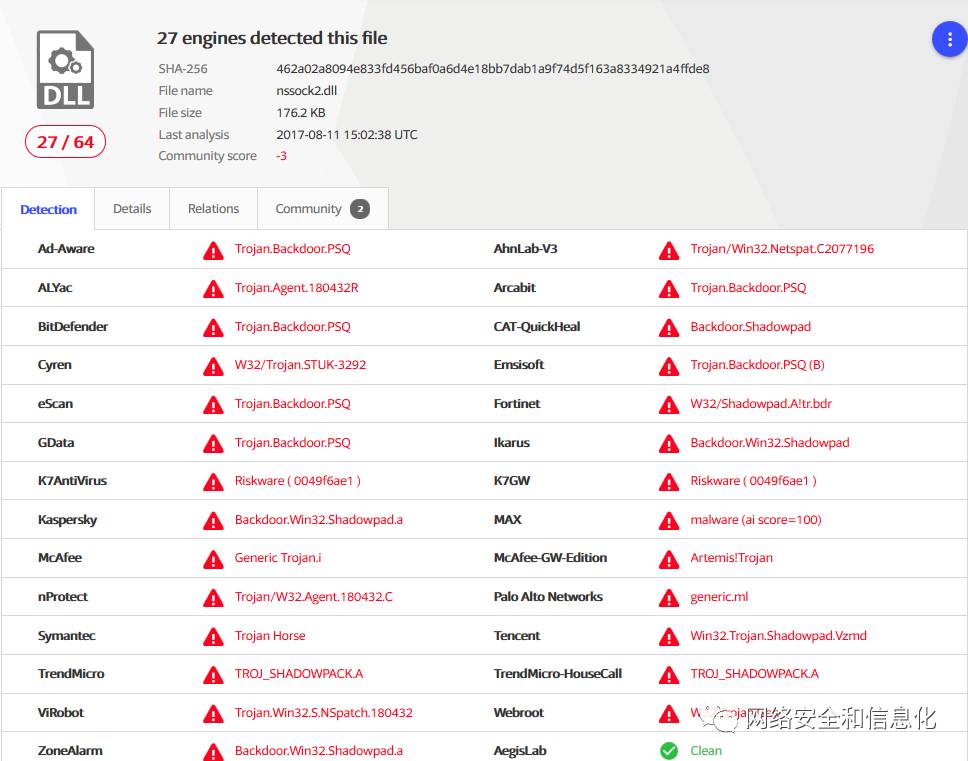 27 engines detected this file
SHA-256 462a02a8094e833fd456baf0a6d4e18bb7dab1a9f74d5f163a8334921a4ffde8
File name nssock2.dll
File size 176.2 KB
Last analysis 2017-08-11 15:02:38 UTC
Community score -3
DLL
27 / 64
Detection Details Relations Community 2
Ad-Aware Trojan.Backdoor.PSQ AhnLab-V3 Trojan/Win32.Netspat.C2077196
ALYac Trojan.Agent.180432R Arcabit Trojan.Backdoor.PSQ
BitDefender Trojan.Backdoor.PSQ CAT-QuickHeal Backdoor.Shadowpad
Cyren W32/Trojan.STUK-3292 Emsisoft Trojan.Backdoor.PSQ (B)
eScan Trojan.Backdoor.PSQ Fortinet W32/Shadowpad.A!tr.bdr
GData Trojan.Backdoor.PSQ Ikarus Backdoor.Win32.Shadowpad
K7AntiVirus Riskware ( 0049f6ae1 ) K7GW Riskware ( 0049f6ae1 )
Kaspersky Backdoor.Win32.Shadowpad.a MAX malware (ai score=100)
McAfee Generic Trojan.i McAfee-GW-Edition Artemis!Trojan
nProtect Trojan/W32.Agent.180432.C Palo Alto Networks generic.ml
Symantec Trojan Horse Tencent Win32.Trojan.Shadowpad.Vzmd
TrendMicro TROJ_SHADOWPACK.A TrendMicro-HouseCall TROJ_SHADOWPACK.A
ViRobot Trojan.Win32.S.NSpatch.180432 Webroot
网络安全和信息化
ZoneAlarm Backdoor.Win32.Shadowpad.a AegisLab Clean